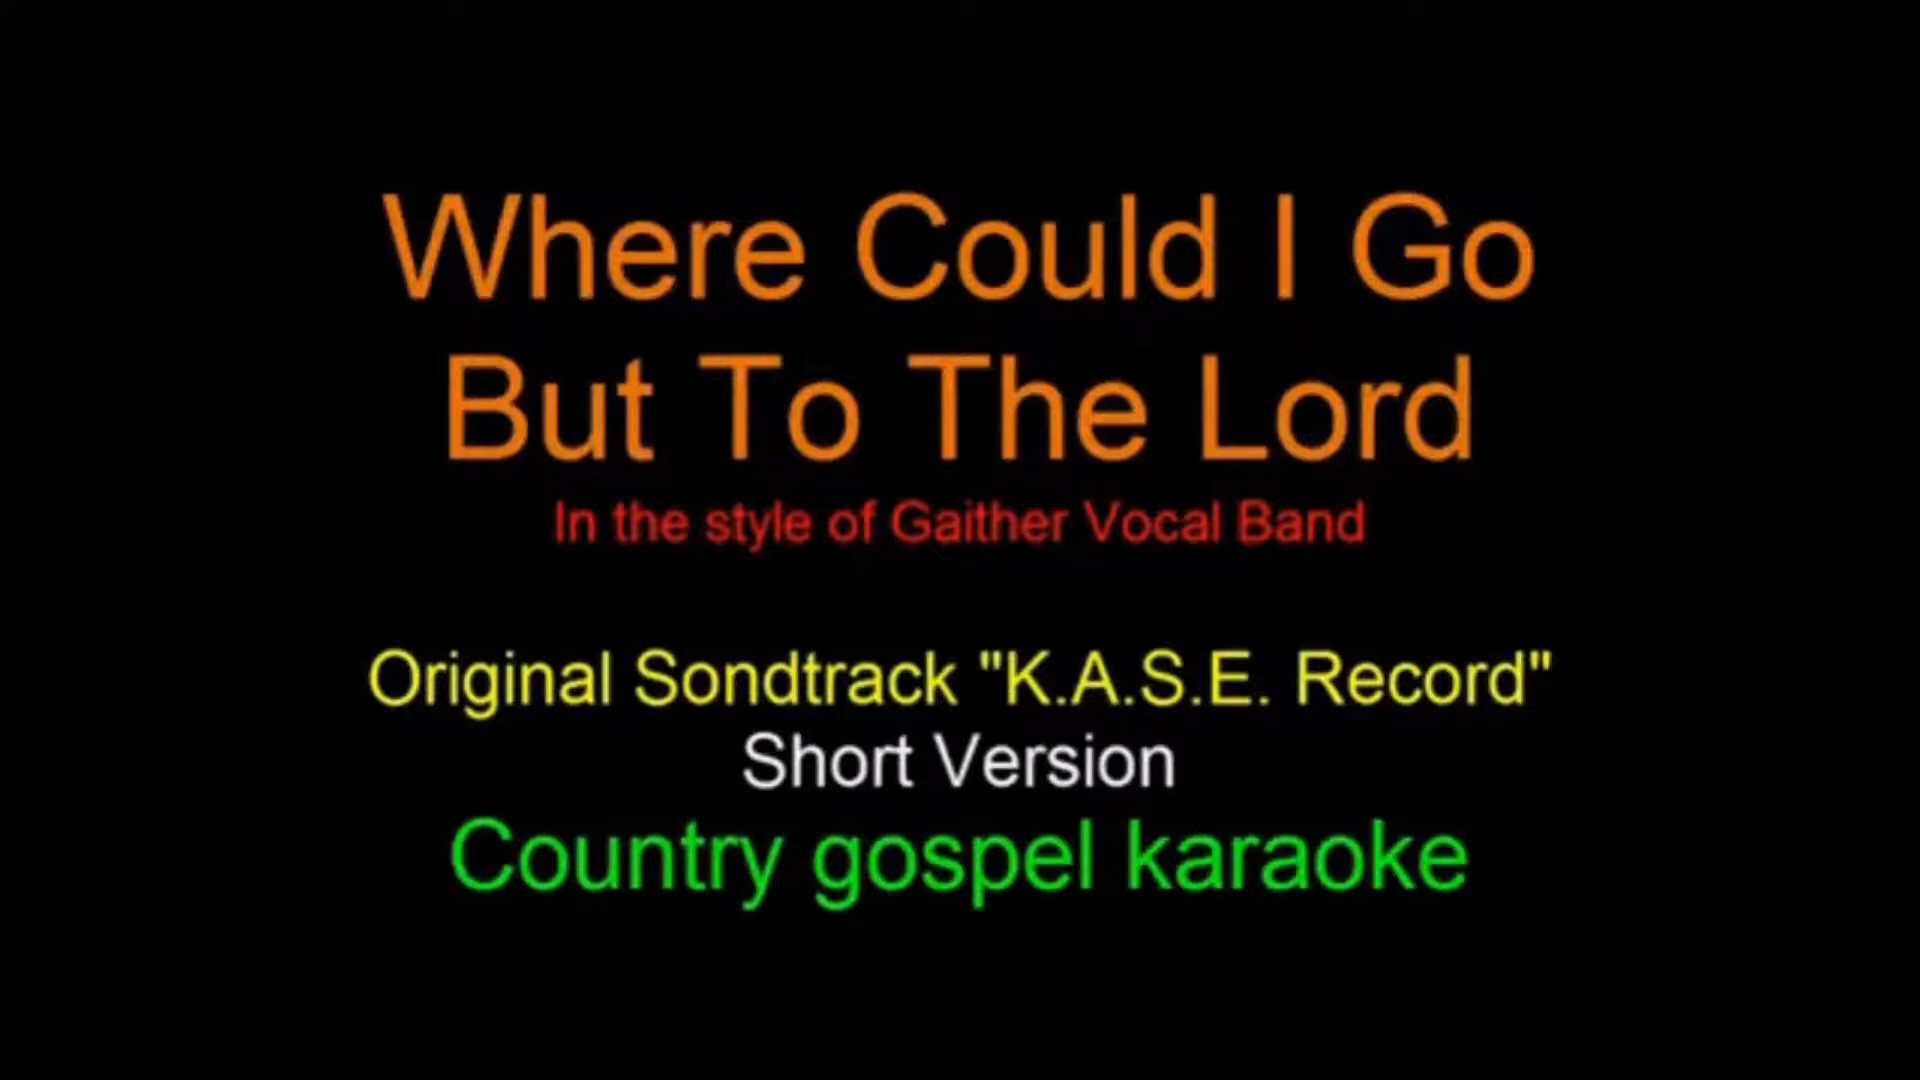 Where Could I Go
But To The Lord
In the style of Gaither Vocal Band
Original Sondtrack "K.A.S.E. Record"
Short Version
Country gospel karaoke